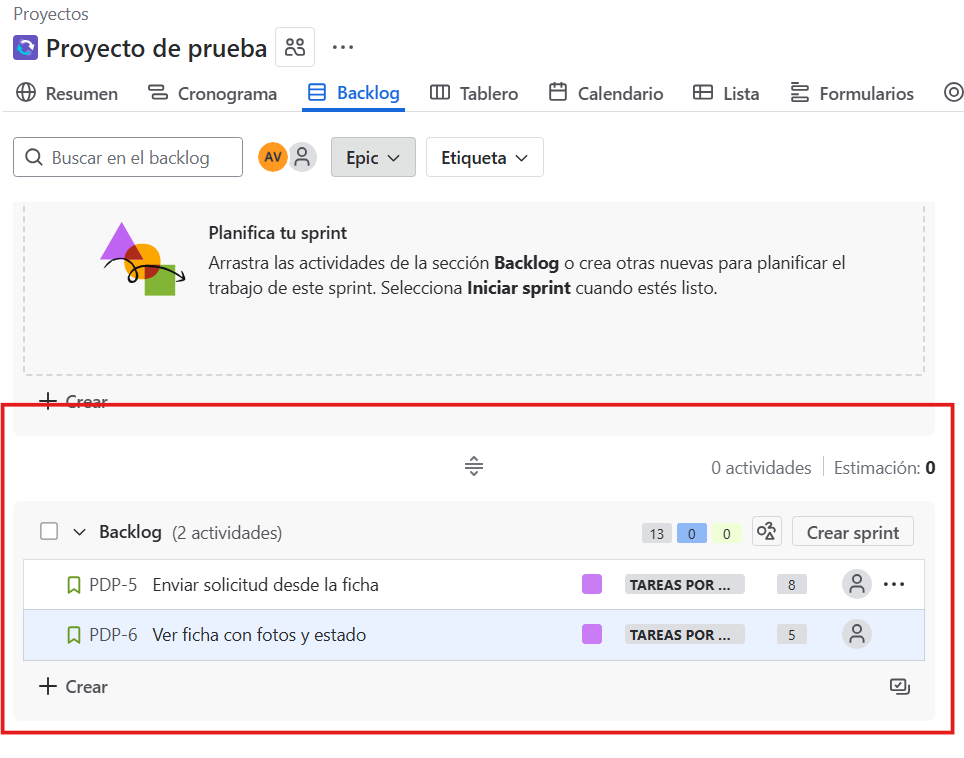 Proyectos
Proyecto de prueba
Resumen Cronograma Backlog Tablero Calendario Lista Formularios
Buscar en el backlog AV Epic Etiqueta
Planifica tu sprint
Arrastra las actividades de la sección Backlog o crea otras nuevas para planificar el
trabajo de este sprint. Selecciona Iniciar sprint cuando estés listo.
Crear
0 actividades Estimación: 0
Backlog (2 actividades) 13 0 0 Crear sprint
PDP-5 Enviar solicitud desde la ficha TAREAS POR ... 8
PDP-6 Ver ficha con fotos y estado TAREAS POR ... 5
Crear